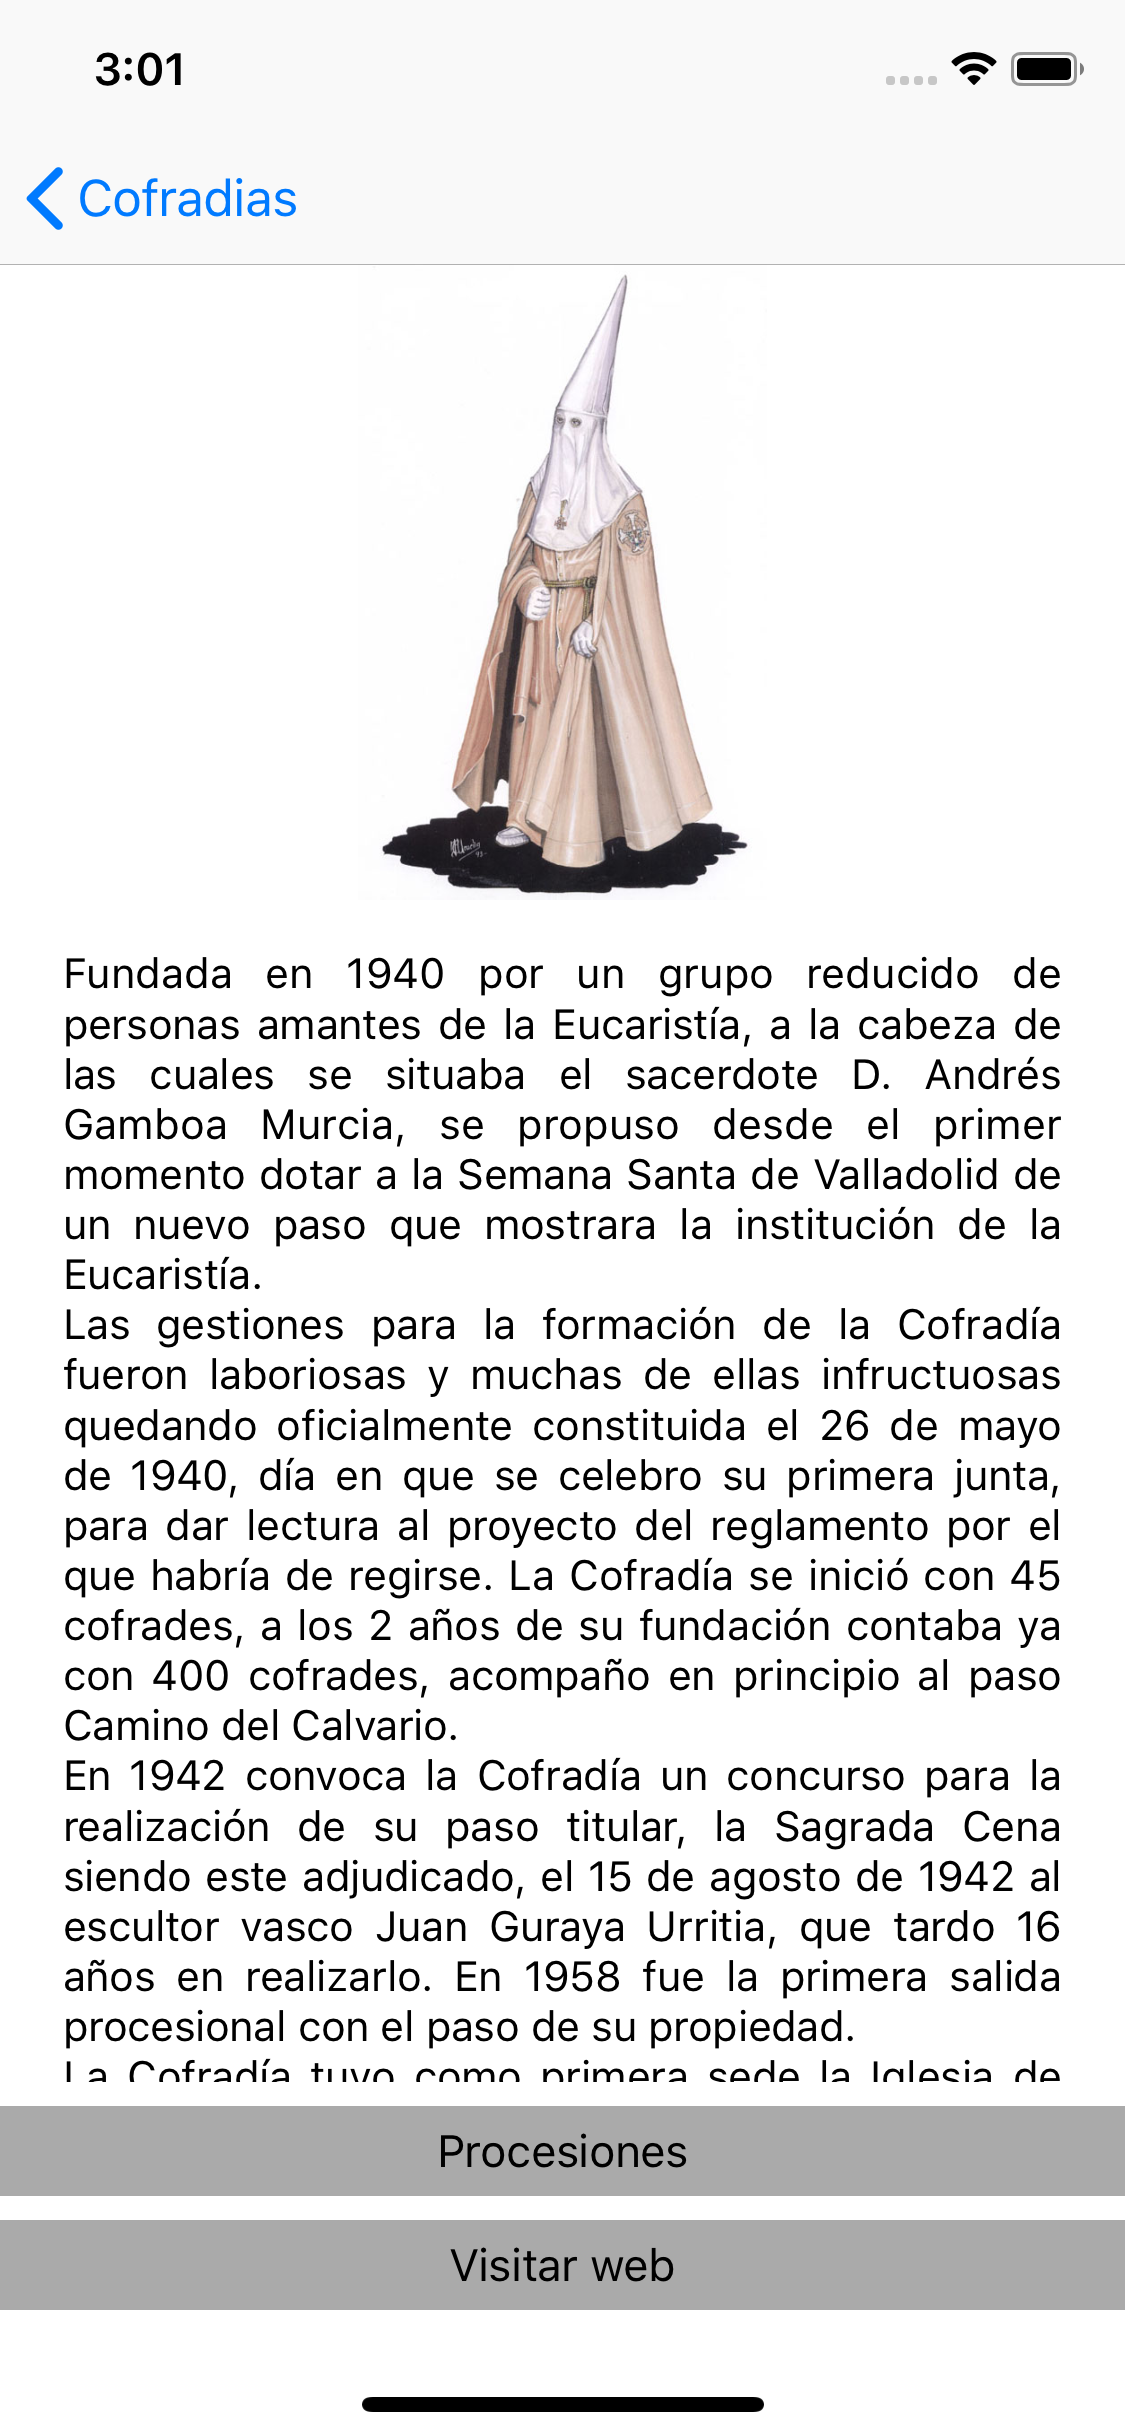 3:01
Cofradias
Fundada en 1940 por un grupo reducido de
personas amantes de la Eucaristía, a la cabeza de
las cuales se situaba el sacerdote D. Andrés
Gamboa Murcia, se propuso desde el primer
momento dotar a la Semana Santa de Valladolid de
un nuevo paso que mostrara la institución de la
Eucaristía.
Las gestiones para la formación de la Cofradía
fueron laboriosas y muchas de ellas infructuosas
quedando oficialmente constituida el 26 de mayo
de 1940, día en que se celebro su primera junta,
para dar lectura al proyecto del reglamento por el
que habría de regirse. La Cofradía se inició con 45
cofrades, a los 2 años de su fundación contaba ya
con 400 cofrades, acompaño en principio al paso
Camino del Calvario.
En 1942 convoca la Cofradía un concurso para la
realización de su paso titular, la Sagrada Cena
siendo este adjudicado, el 15 de agosto de 1942 al
escultor vasco Juan Guraya Urritia, que tardo 16
años en realizarlo. En 1958 fue la primera salida
procesional con el paso de su propiedad.
La Cofradía tuvo como primera sede la Iglesia de
Procesiones
Visitar web